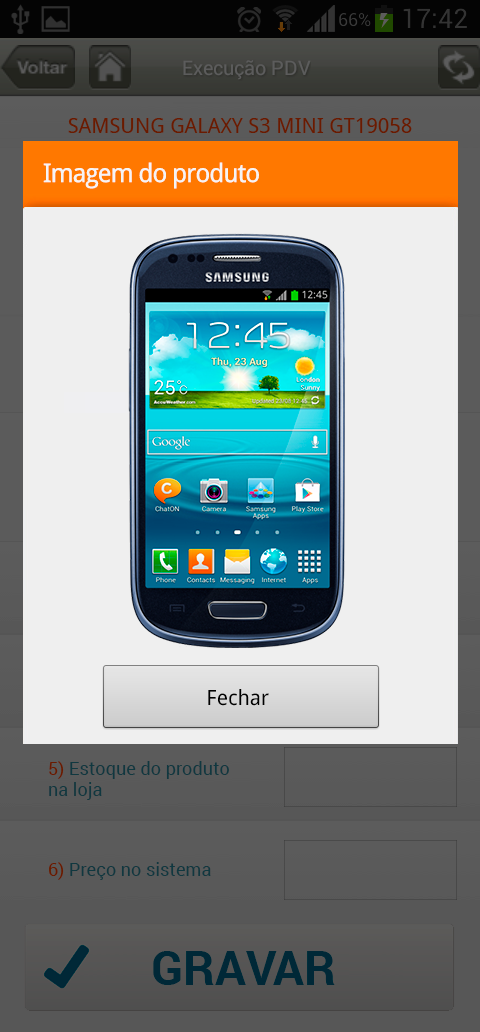 66% 17:42
Voltar
Execução PDV
SAMSUNG GALAXY S3 MINI GT19058
Imagem do produto
SAMSUNG
12:45
12:45
Thu, 23 Aug
25°C
London
Sunny
AccuWeather.com
Google
ChatON
Camera
Samsung Apps
Play Store
Phone
Contacts
Messaging
Internet
Apps
Fechar
5) Estoque do produto
na loja
6) Preço no sistema
GRAVAR